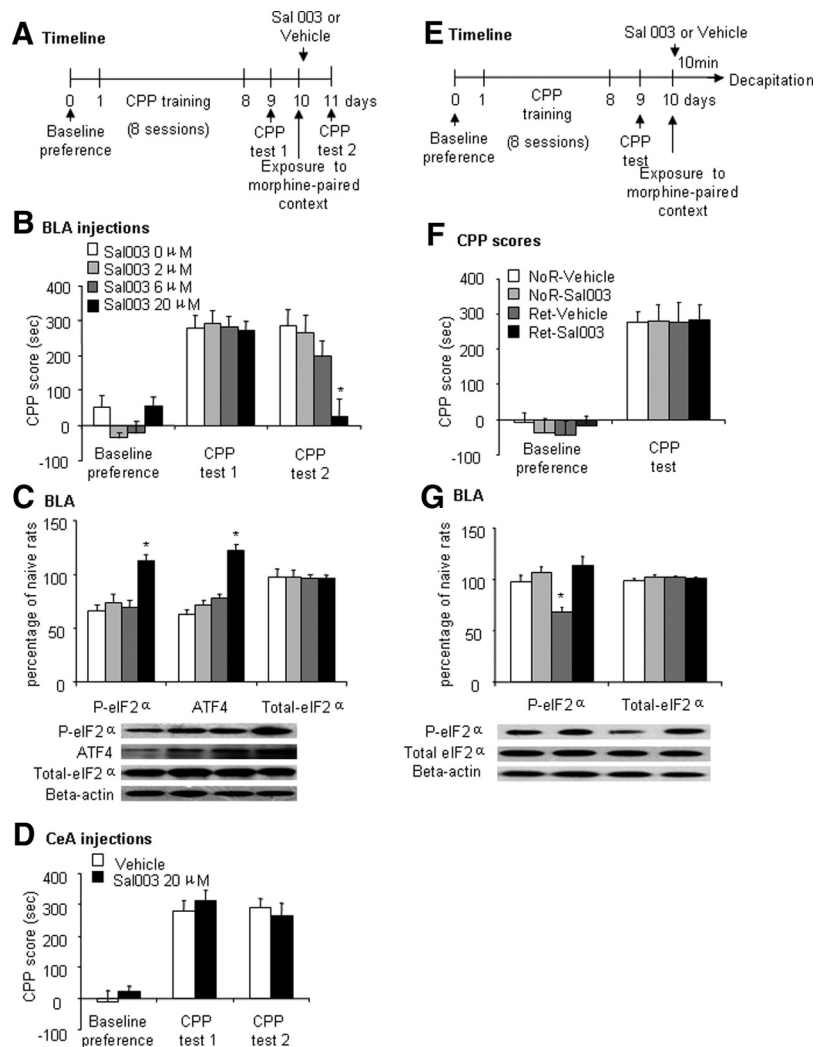 A Timeline
Sal 003 or
Vehicle
0 1 CPP training 8 9 10 11 days
(8 sessions)
Baseline
preference
CPP
test 1
CPP
test 2
Exposure to
morphine-paired
context
B BLA injections
Sal003 0 μM
Sal003 2 μM
Sal003 6 μM
Sal003 20 μM
CPP score (sec)
400
300
200
100
0
-100
*
Baseline
preference
CPP
test 1
CPP
test 2
C BLA
percentage of naive rats
150
100
50
0
* *
P-eIF2α ATF4 Total-eIF2α
P-eIF2α
ATF4
Total-eIF2α
Beta-actin
D CeA injections
Vehicle
Sal003 20 μM
CPP score (sec)
400
300
200
100
0
-100
Baseline
preference
CPP
test 1
CPP
test 2
E Timeline
Sal 003 or Vehicle
10min
Decapitation
0 1 CPP 8 9 10 days
training
(8 sessions)
Baseline
preference
CPP
test
Exposure to
morphine-paired
context
F CPP scores
NoR-Vehicle
NoR-Sal003
Ret-Vehicle
Ret-Sal003
CPP score (sec)
400
300
200
100
0
-100
Baseline
preference
CPP
test
G BLA
percentage of naive rats
150
100
50
0
*
P-eIF2α Total-eIF2α
P-eIF2α
Total eIF2α
Beta-actin